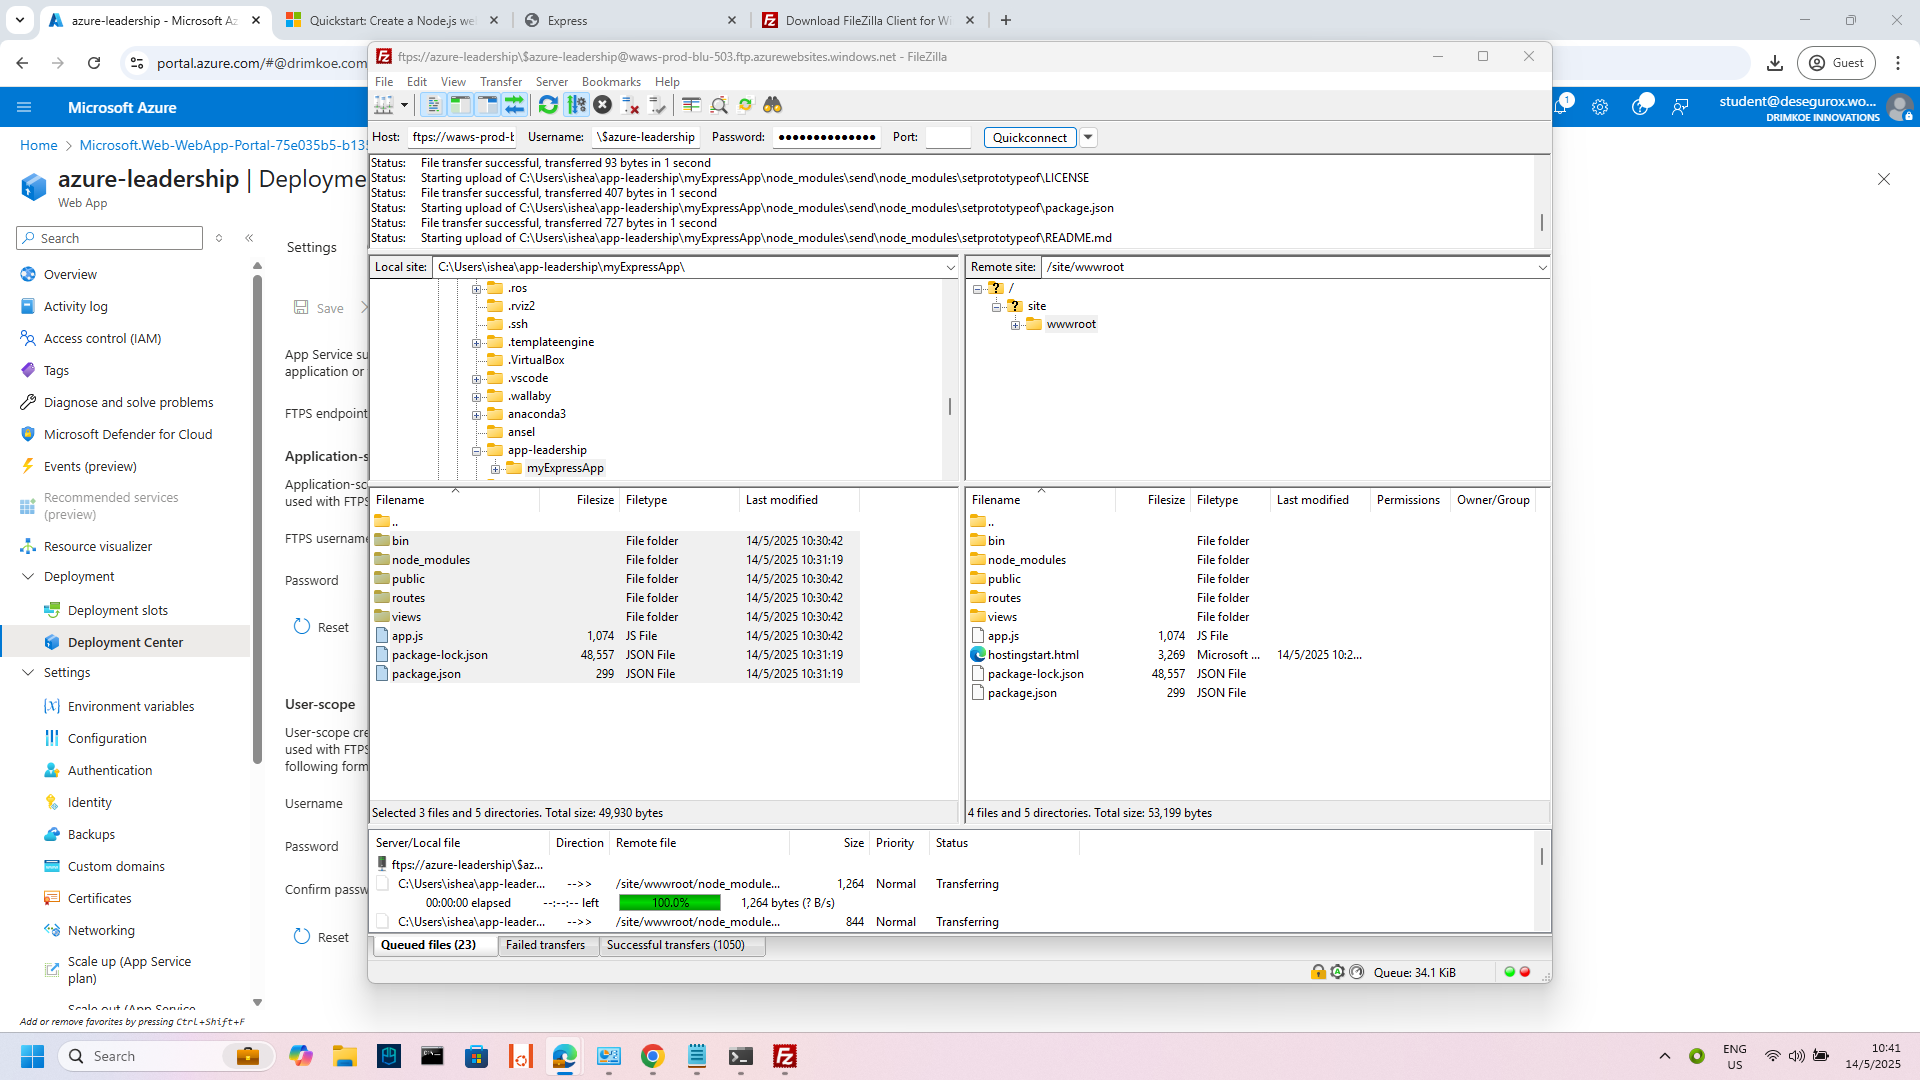 azure-leadership - Microsoft Az
Quickstart: Create a Node.js we
Express
Download FileZilla Client for Wi
portal.azure.com/#@drimkoe.com
Guest
Microsoft Azure
1
student@desegurox.wo...
DRIMKOE INNOVATIONS
Home > Microsoft.Web-WebApp-Portal-75e035b5-b135
azure-leadership | Deployme
Web App
Search
Overview
Activity log
Access control (IAM)
Tags
Diagnose and solve problems
Microsoft Defender for Cloud
Events (preview)
Recommended services
(preview)
Resource visualizer
Deployment
Deployment slots
Deployment Center
Settings
Environment variables
Configuration
Authentication
Identity
Backups
Custom domains
Certificates
Networking
Scale up (App Service
plan)
Scale out (App Service
Add or remove favorites by pressing Ctrl+Shift+F
Settings
Save
App Service su
application or
FTPS endpoint
Application-s
Application-sc
used with FTPS
FTPS username
Password
Reset
User-scope
User-scope cre
used with FTPS
following form
Username
Password
Confirm passw
Reset
ftps://azure-leadership\$azure-leadership@waws-prod-blu-503.ftp.azurewebsites.windows.net - FileZilla
File Edit View Transfer Server Bookmarks Help
Host: ftps://waws-prod-b Username: \$azure-leadership Password: ●●●●●●●●●●●●●● Port: Quickconnect
Status: File transfer successful, transferred 93 bytes in 1 second
Status: Starting upload of C:\Users\ishea\app-leadership\myExpressApp\node_modules\send\node_modules\setprototypeof\LICENSE
Status: File transfer successful, transferred 407 bytes in 1 second
Status: Starting upload of C:\Users\ishea\app-leadership\myExpressApp\node_modules\send\node_modules\setprototypeof\package.json
Status: File transfer successful, transferred 727 bytes in 1 second
Status: Starting upload of C:\Users\ishea\app-leadership\myExpressApp\node_modules\send\node_modules\setprototypeof\README.md
Local site: C:\Users\ishea\app-leadership\myExpressApp\
.ros
.rviz2
.ssh
.templateengine
.VirtualBox
.vscode
.wallaby
anaconda3
ansel
app-leadership
myExpressApp
Remote site: /site/wwwroot
/
site
wwwroot
Filename Filesize Filetype Last modified
..
bin File folder 14/5/2025 10:30:42
node_modules File folder 14/5/2025 10:31:19
public File folder 14/5/2025 10:30:42
routes File folder 14/5/2025 10:30:42
views File folder 14/5/2025 10:30:42
app.js 1,074 JS File 14/5/2025 10:30:42
package-lock.json 48,557 JSON File 14/5/2025 10:31:19
package.json 299 JSON File 14/5/2025 10:31:19
Selected 3 files and 5 directories. Total size: 49,930 bytes
Filename Filesize Filetype Last modified Permissions Owner/Group
..
bin File folder
node_modules File folder
public File folder
routes File folder
views File folder
app.js 1,074 JS File
hostingstart.html 3,269 Microsoft ... 14/5/2025 10:2...
package-lock.json 48,557 JSON File
package.json 299 JSON File
4 files and 5 directories. Total size: 53,199 bytes
Server/Local file Direction Remote file Size Priority Status
ftps://azure-leadership\$az...
C:\Users\ishea\app-leader... -->> /site/wwwroot/node_module... 1,264 Normal Transferring
00:00:00 elapsed --:--:-- left 100.0% 1,264 bytes (? B/s)
C:\Users\ishea\app-leader... -->> /site/wwwroot/node_module... 844 Normal Transferring
Queued files (23) Failed transfers Successful transfers (1050)
Queue: 34.1 KiB
Search
ENG
US
10:41
14/5/2025